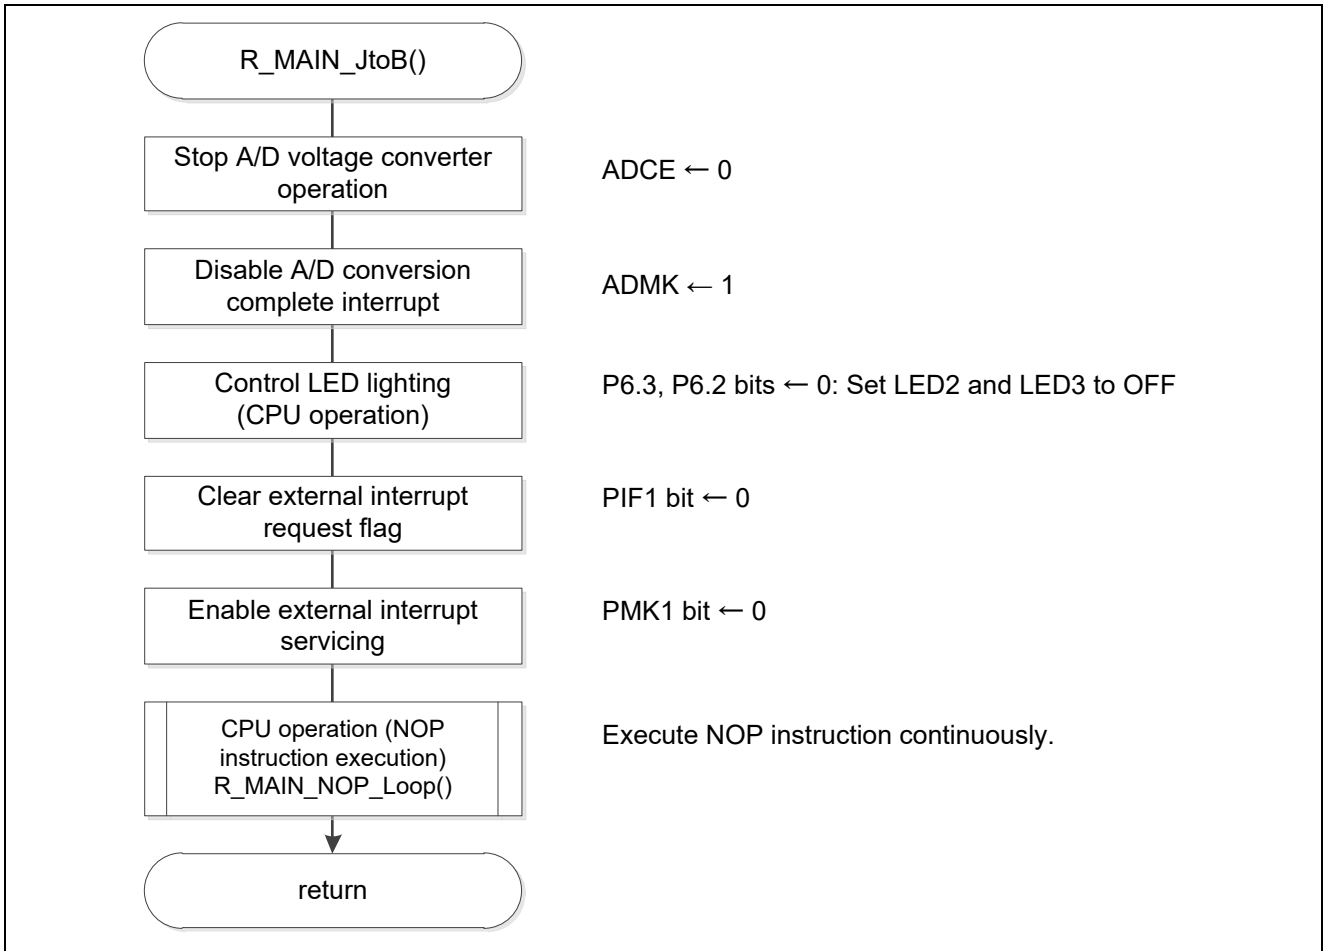 R_MAIN_JtoB()
Stop A/D voltage converter
operation
ADCE ← 0
Disable A/D conversion
complete interrupt
ADMK ← 1
Control LED lighting
(CPU operation)
P6.3, P6.2 bits ← 0: Set LED2 and LED3 to OFF
Clear external interrupt
request flag
PIF1 bit ← 0
Enable external interrupt
servicing
PMK1 bit ← 0
CPU operation (NOP
instruction execution)
R_MAIN_NOP_Loop()
Execute NOP instruction continuously.
return